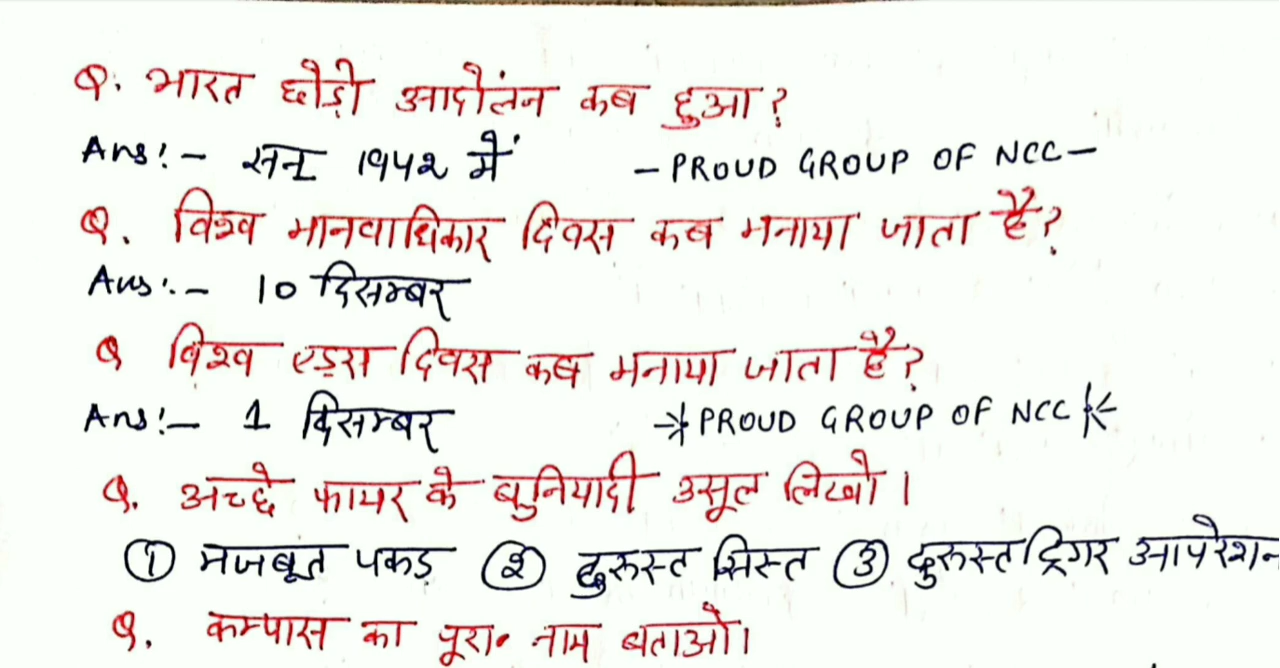 Q. भारत छोड़ो आदोलंन कब हुआ?
Ans:- सन् १९४२ में - PROUD GROUP OF NCC -
Q. विश्व मानवाधिकार दिवस कब मनाया जाता है?
Ans:- 10 दिसम्बर
Q विश्व एड्स दिवस कब मनाया जाता है?
Ans:- 1 दिसम्बर → PROUD GROUP OF NCC ←
Q. अच्छे फायर के बुनियादी उसूल लिखो।
① मजबूत पकड़ ② दुरुस्त सिस्त ③ दुरुस्त ट्रिगर आपरेशन
Q. कम्पास का पूरा नाम बताओ।